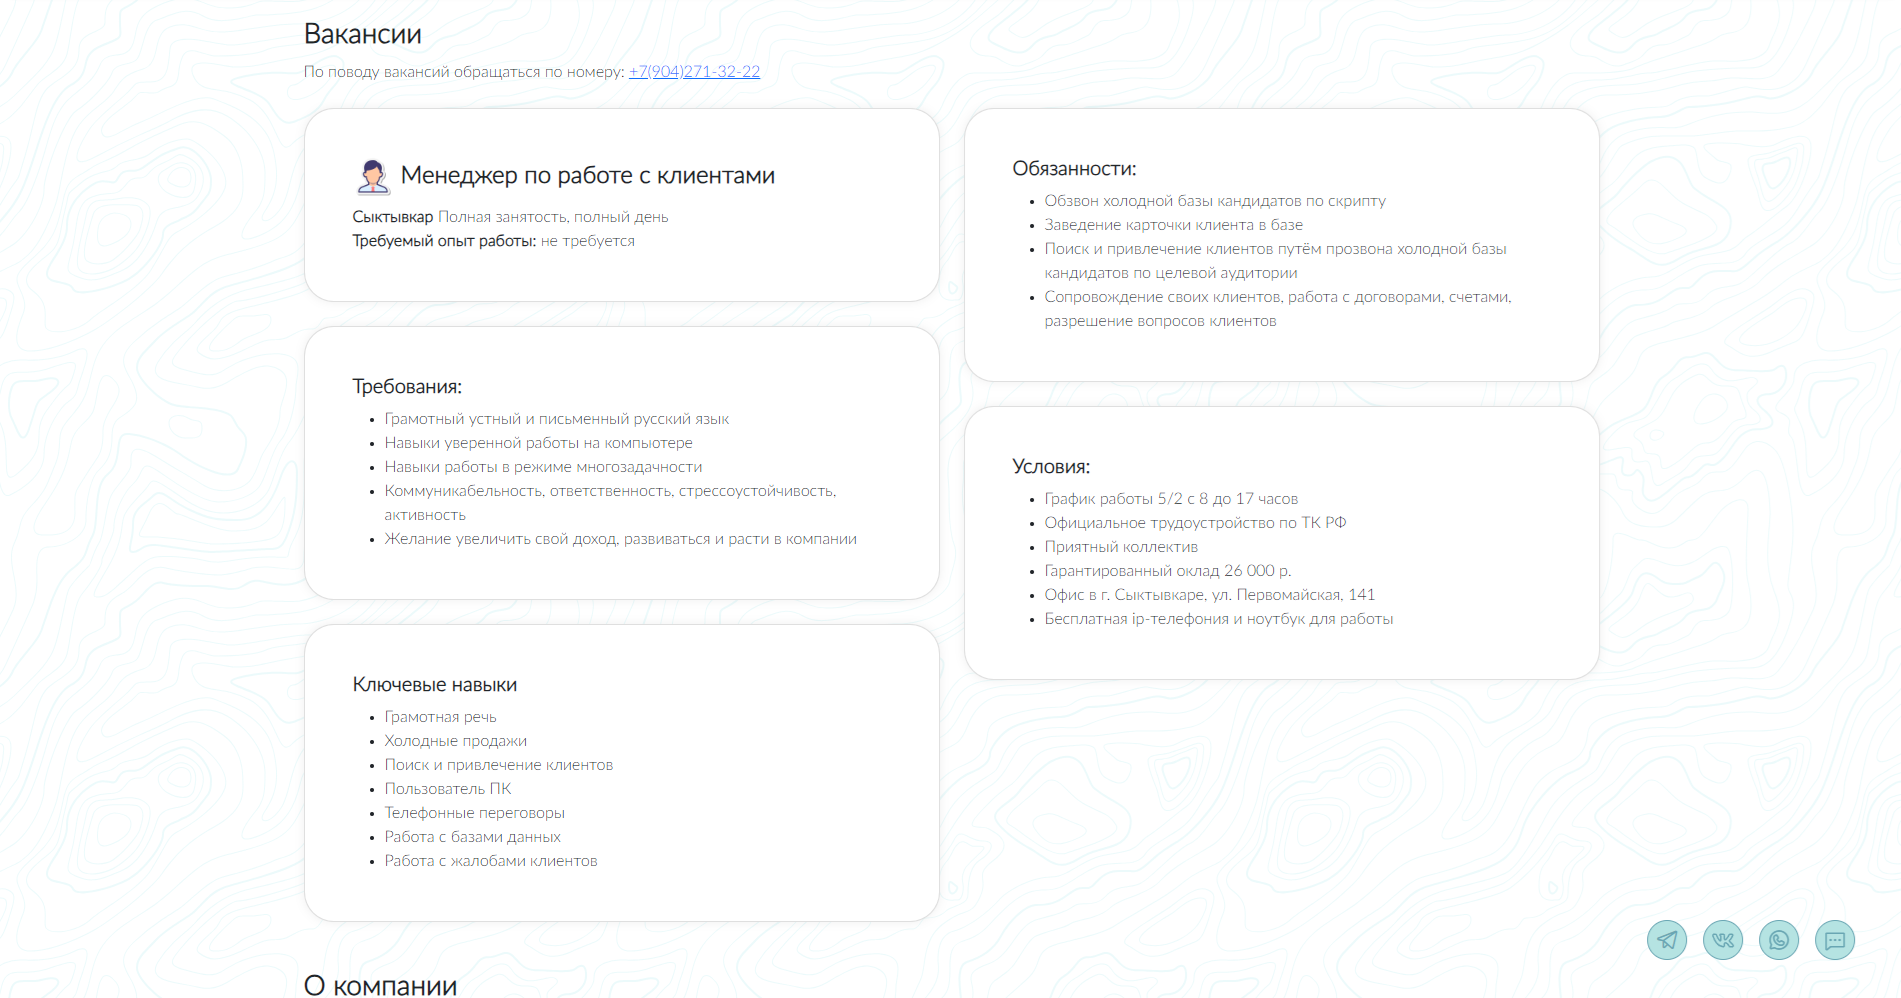 Вакансии
По поводу вакансий обращаться по номеру: +7(904)271-32-22
Менеджер по работе с клиентами
Сыктывкар Полная занятость, полный день
Требуемый опыт работы: не требуется
Требования:
Грамотный устный и письменный русский язык
Навыки уверенной работы на компьютере
Навыки работы в режиме многозадачности
Коммуникабельность, ответственность, стрессоустойчивость,
активность
Желание увеличить свой доход, развиваться и расти в компании
Ключевые навыки
Грамотная речь
Холодные продажи
Поиск и привлечение клиентов
Пользователь ПК
Телефонные переговоры
Работа с базами данных
Работа с жалобами клиентов
Обязанности:
Обзвон холодной базы кандидатов по скрипту
Заведение карточки клиента в базе
Поиск и привлечение клиентов путём прозвона холодной базы
кандидатов по целевой аудитории
Сопровождение своих клиентов, работа с договорами, счетами,
разрешение вопросов клиентов
Условия:
График работы 5/2 с 8 до 17 часов
Официальное трудоустройство по ТК РФ
Приятный коллектив
Гарантированный оклад 26 000 р.
Офис в г. Сыктывкаре, ул. Первомайская, 141
Бесплатная ip-телефония и ноутбук для работы
О компании